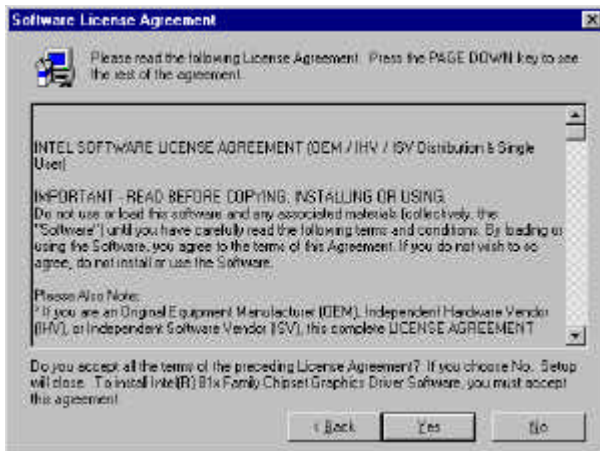 Software License Agreement
Please read the following License Agreement. Press the PAGE DOWN key to see
the rest of the agreement.
INTEL SOFTWARE LICENSE AGREEMENT (OEM / IHV / ISV Distribution & Single
User)
IMPORTANT - READ BEFORE COPYING, INSTALLING OR USING.
Do not use or load this software and any associated materials (collectively, the
"Software") until you have carefully read the following terms and conditions. By loading or
using the Software, you agree to the terms of this Agreement. If you do not wish to so
agree, do not install or use the Software.
Please Also Note:
* If you are an Original Equipment Manufacturer (OEM), Independent Hardware Vendor
(IHV), or Independent Software Vendor (ISV), this complete LICENSE AGREEMENT
Do you accept all the terms of the preceding License Agreement? If you choose No, Setup
will close. To install Intel(R) 81x Family Chipset Graphics Driver Software, you must accept
this agreement.
< Back
Yes
No